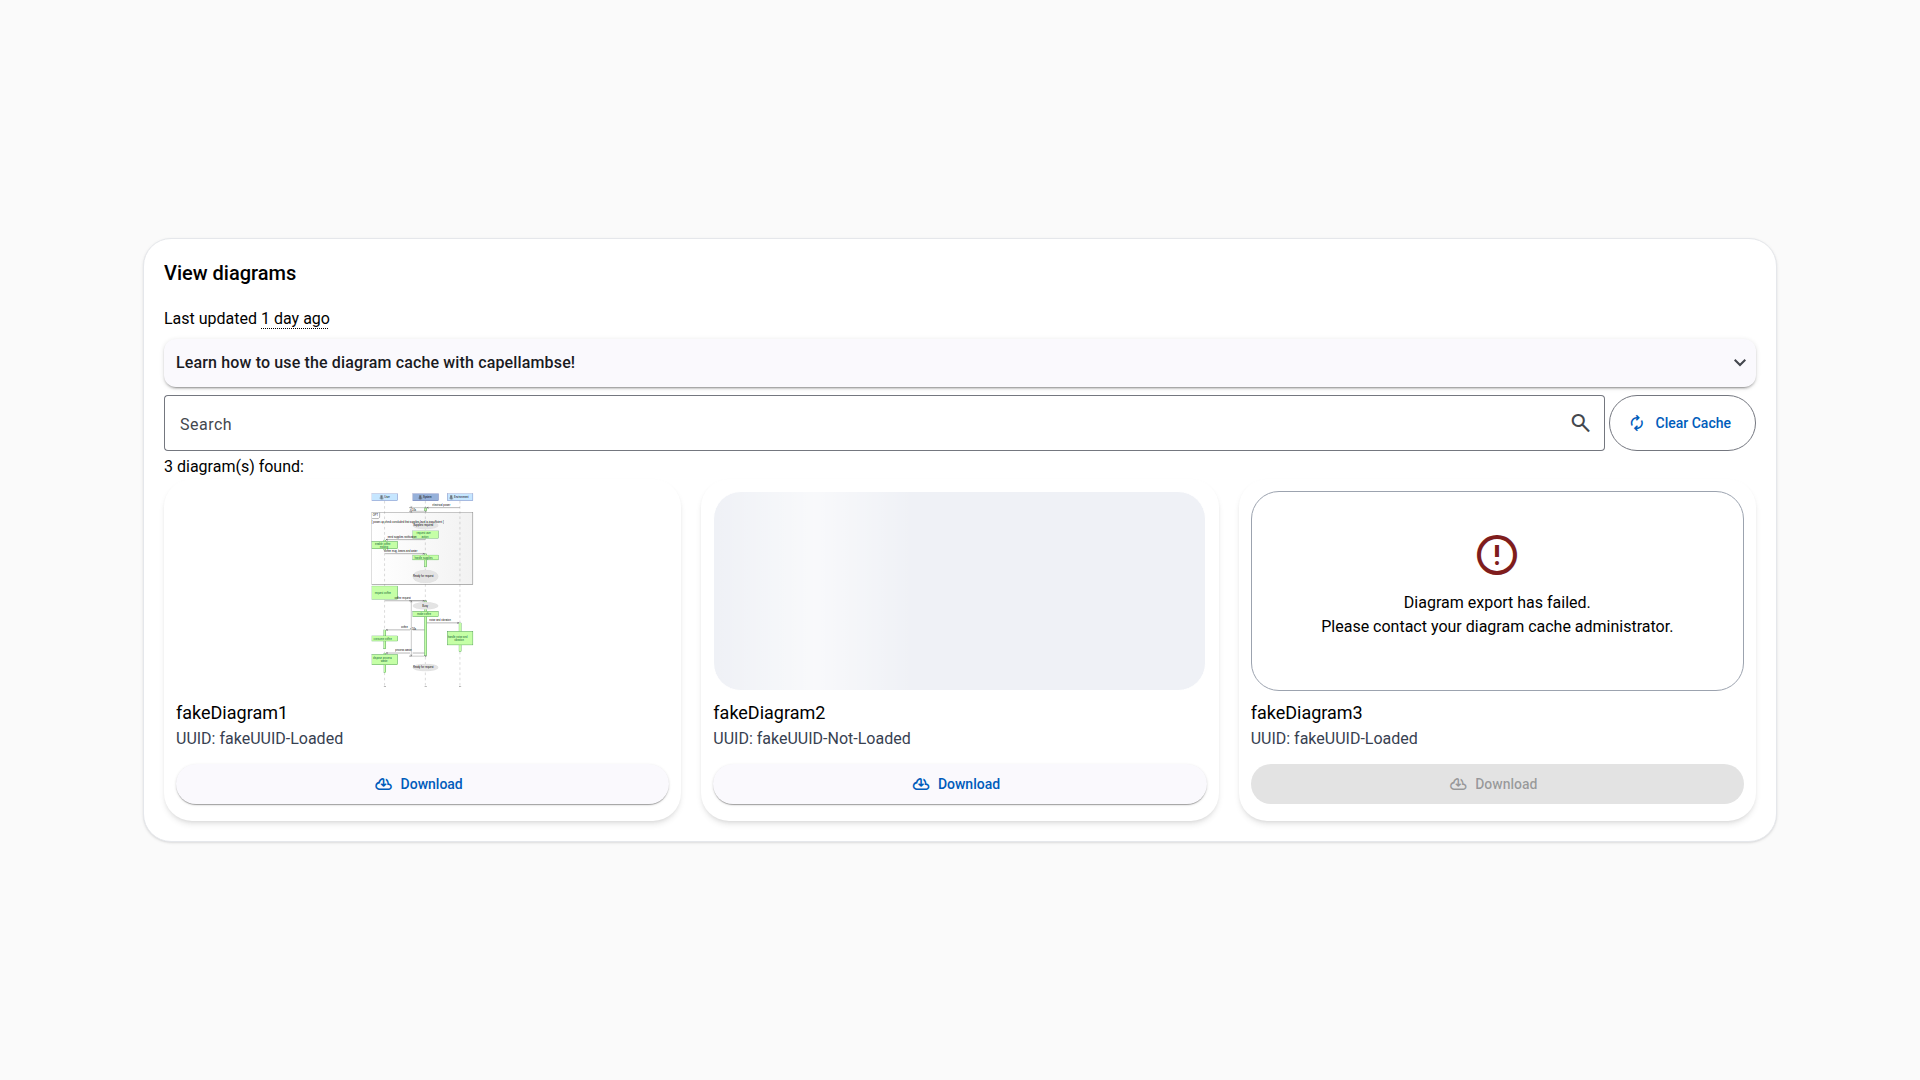 View diagrams
Last updated 1 day ago
Learn how to use the diagram cache with capellambse!
Search
Clear Cache
3 diagram(s) found:
Diagram export has failed.
Please contact your diagram cache administrator.
fakeDiagram1
UUID: fakeUUID-Loaded
Download
fakeDiagram2
UUID: fakeUUID-Not-Loaded
Download
fakeDiagram3
UUID: fakeUUID-Loaded
Download